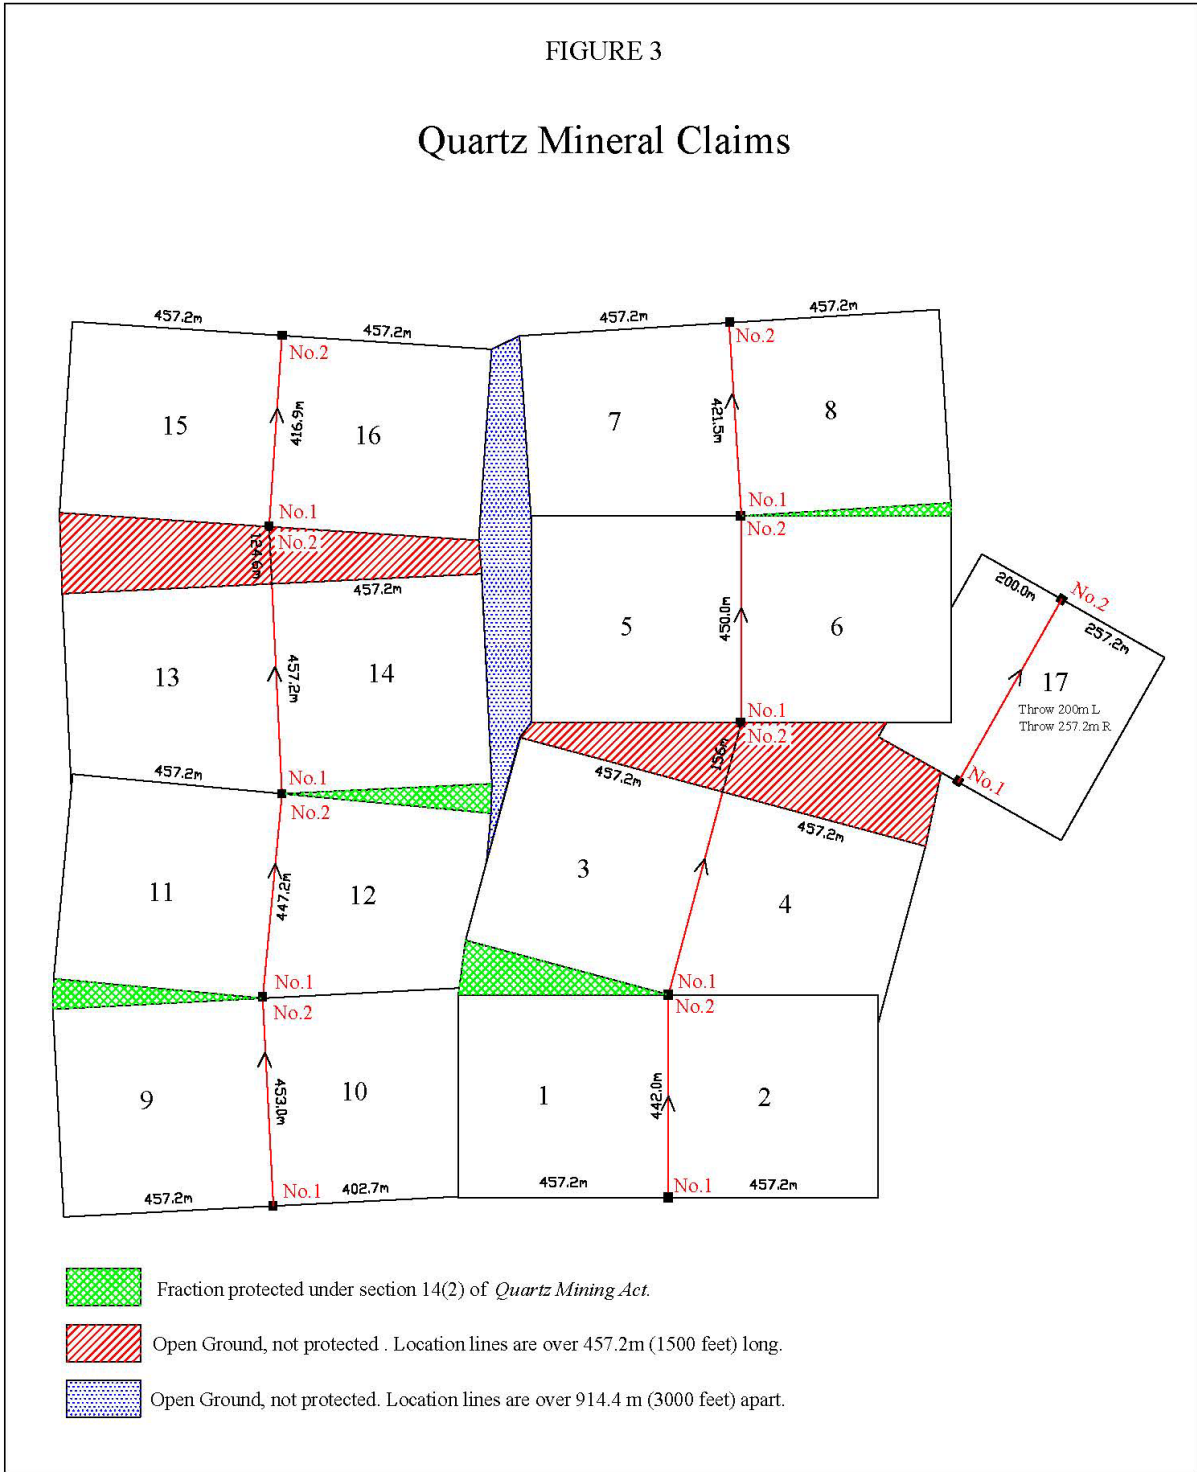 FIGURE 3
Quartz Mineral Claims
457.2m
457.2m
457.2m
457.2m
No.2
No.2
15
416.9m
16
7
421.5m
8
No.1
No.1
124.6m
No.2
No.2
457.2m
200.0m
No.2
257.2m
5
450.0m
6
13
457.2m
14
17
Throw 200m L
Throw 257.2m R
No.1
No.2
156m
457.2m
457.2m
No.1
No.1
457.2m
No.2
3
4
11
447.2m
12
No.1
No.2
No.1
No.2
9
453.0m
10
1
442.0m
2
457.2m
No.1
402.7m
457.2m
No.1
457.2m
Fraction protected under section 14(2) of Quartz Mining Act.
Open Ground, not protected . Location lines are over 457.2m (1500 feet) long.
Open Ground, not protected. Location lines are over 914.4 m (3000 feet) apart.